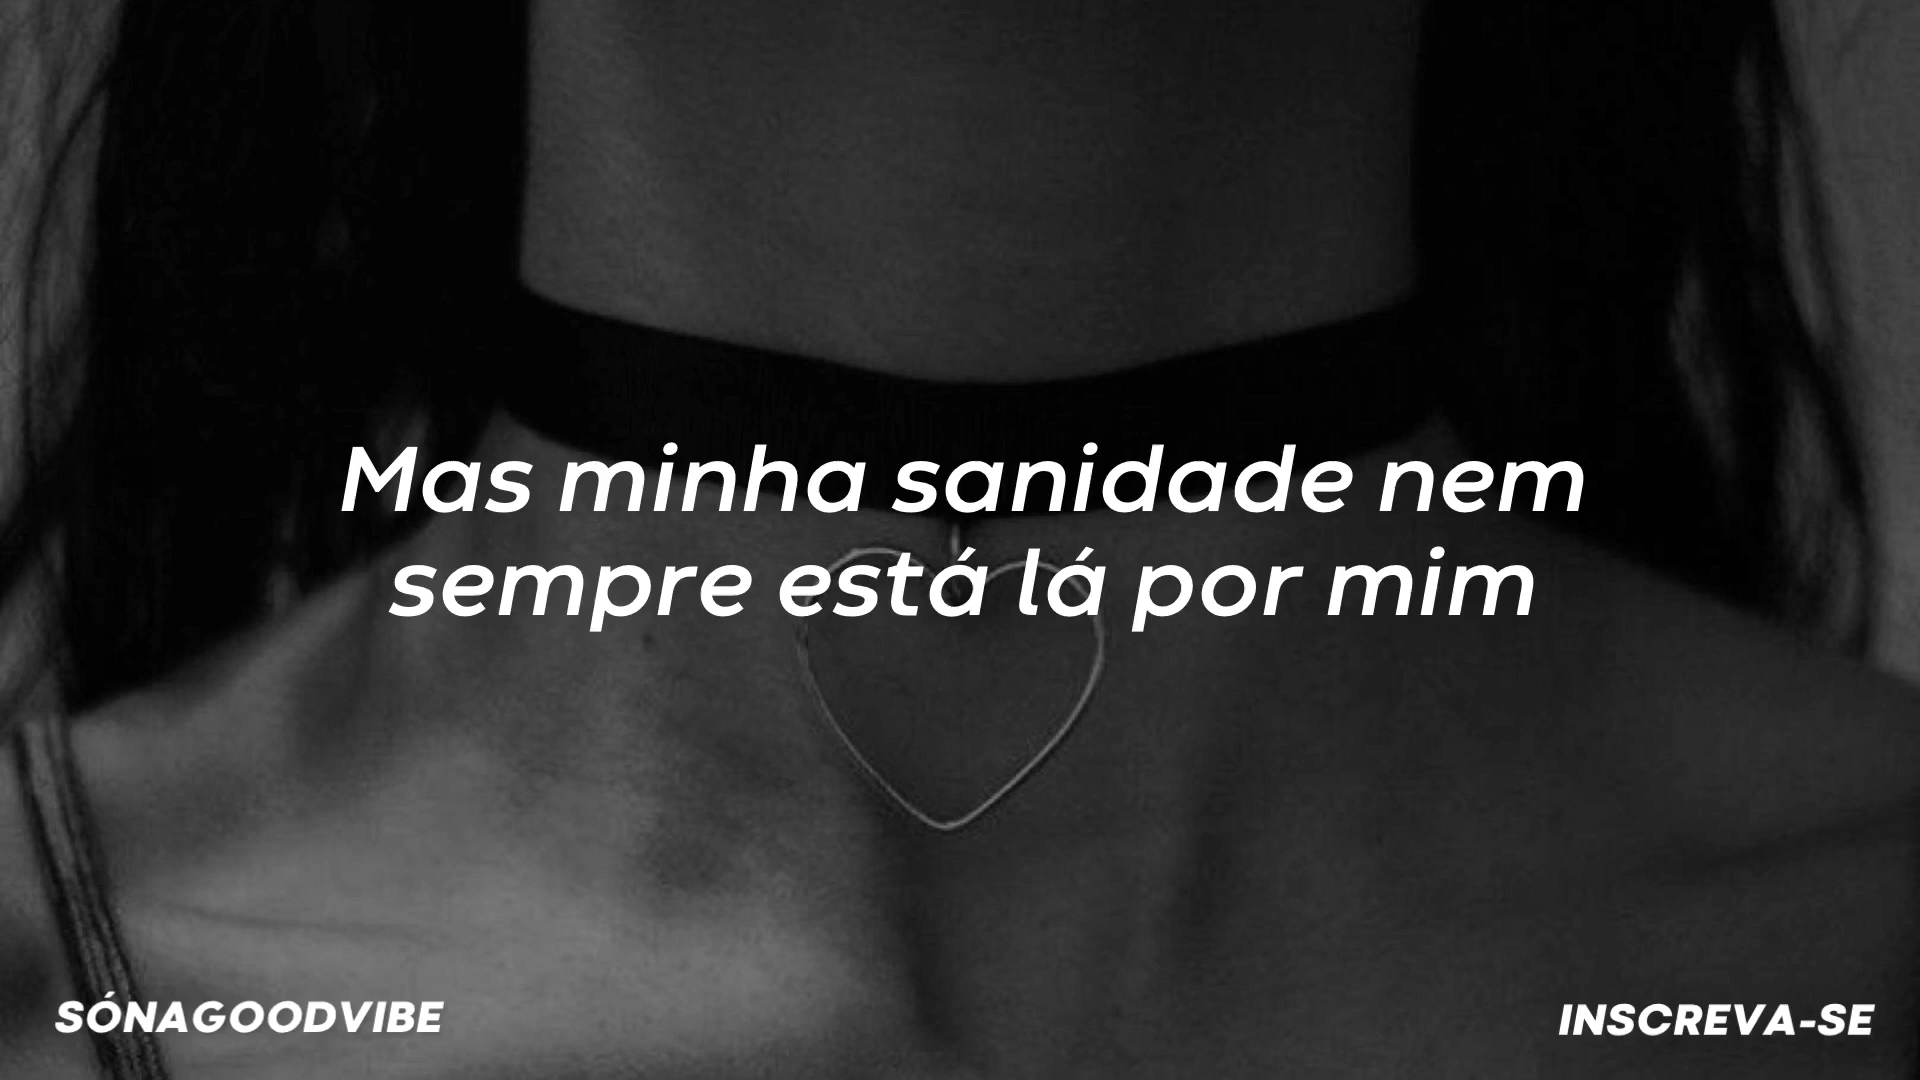 Mas minha sanidade nem
sempre está lá por mim
SÓNAGOODVIBE
INSCREVA-SE